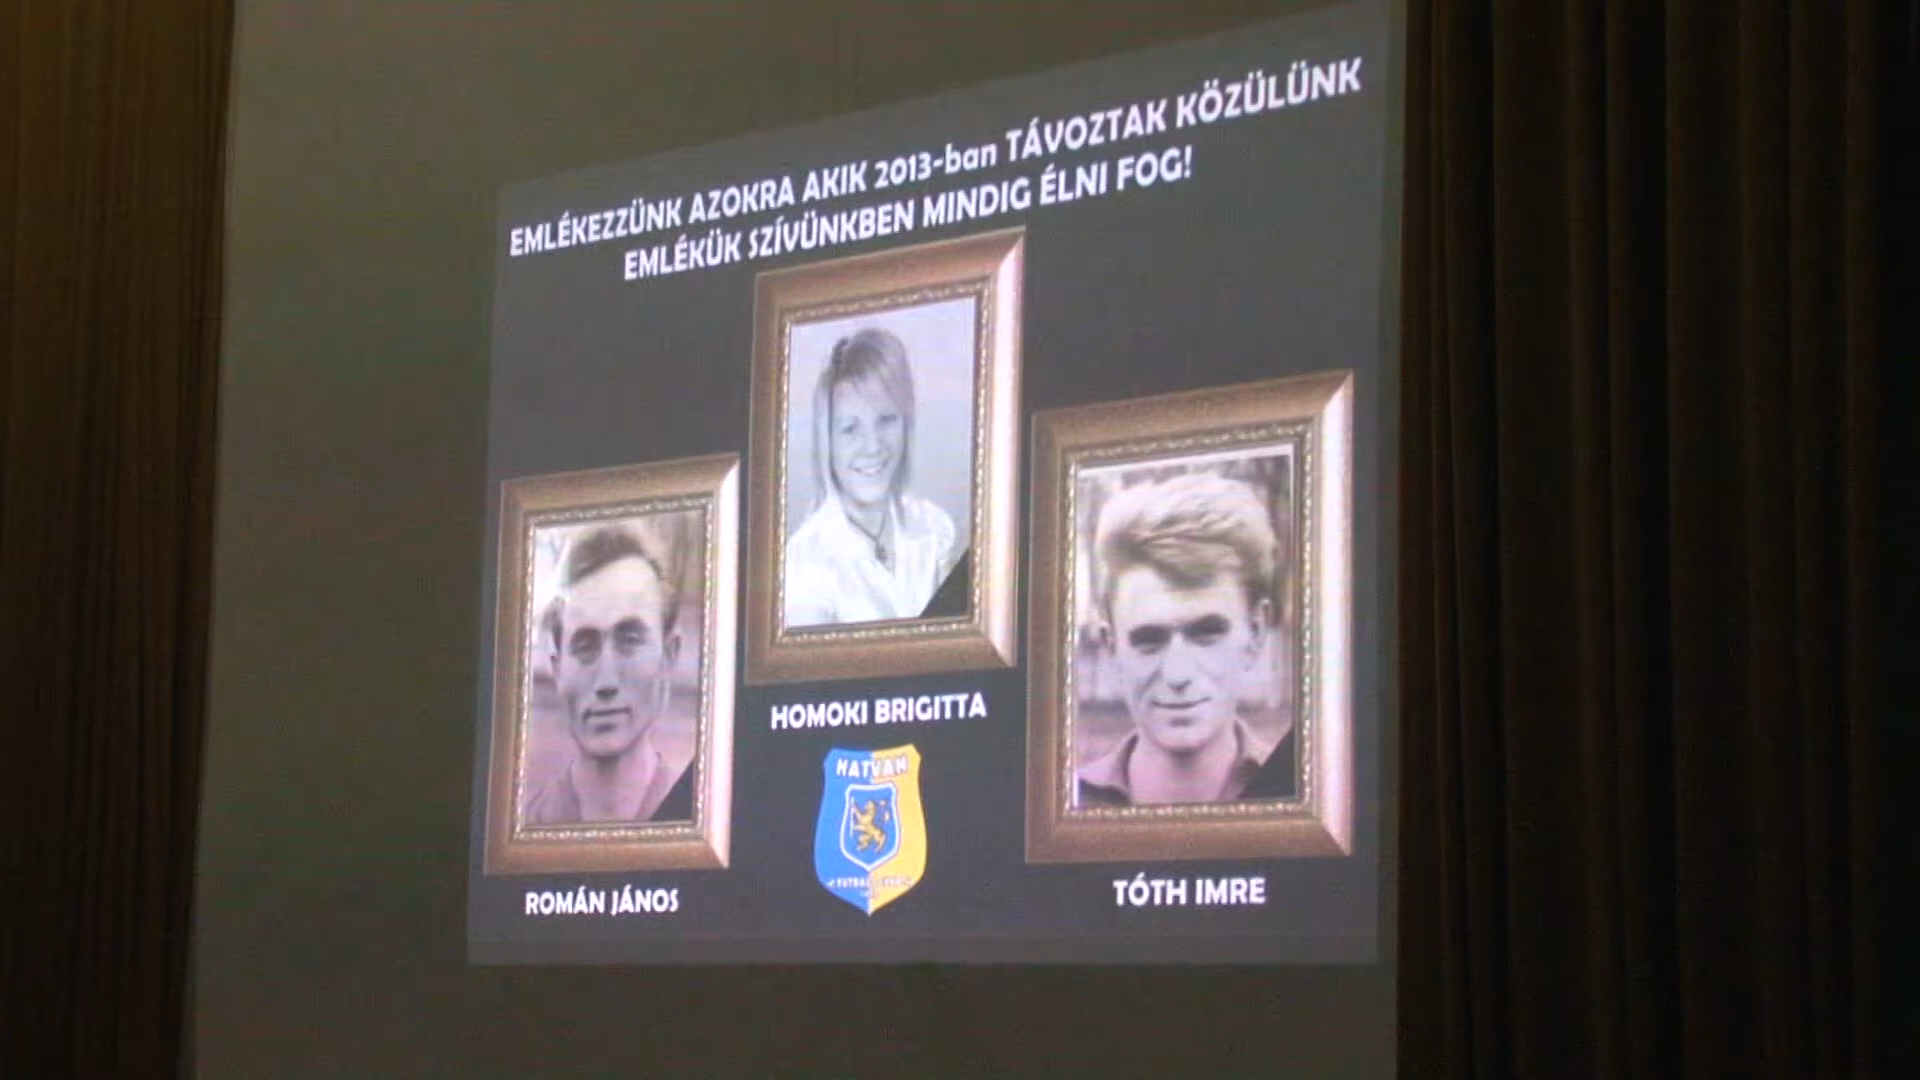 EMLÉKEZZÜNK AZOKRA AKIK 2013-ban TÁVOZTAK KÖZÜLÜNK
EMLÉKÜK SZÍVÜNKBEN MINDIG ÉLNI FOG!
HOMOKI BRIGITTA
HATVAN
ROMÁN JÁNOS
TÓTH IMRE